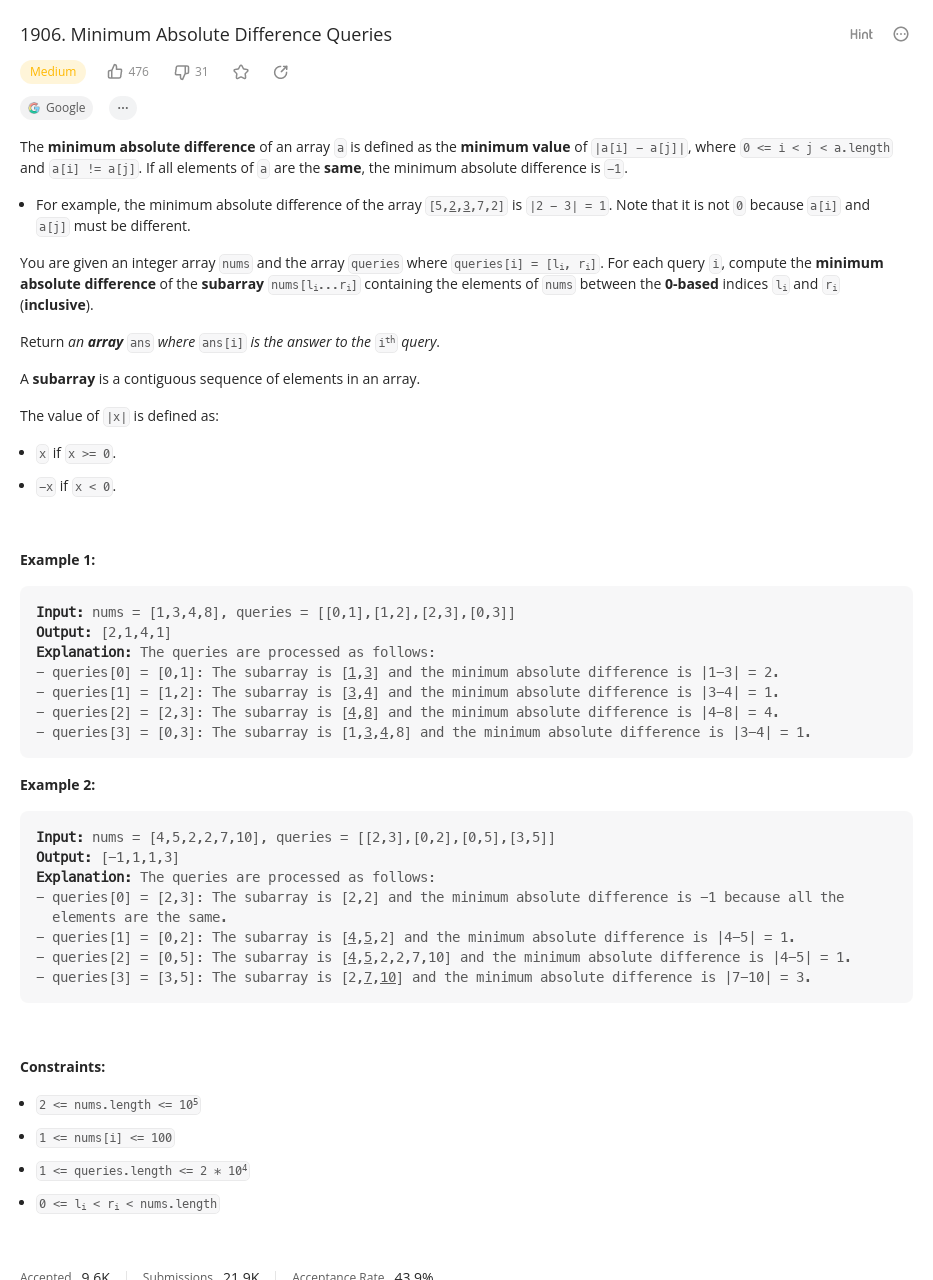 1906. Minimum Absolute Difference Queries
Hint
Medium 476 31
Google ...
The minimum absolute difference of an array a is defined as the minimum value of |a[i] − a[j]|, where 0 <= i < j < a.length
and a[i] != a[j]. If all elements of a are the same, the minimum absolute difference is −1.
• For example, the minimum absolute difference of the array [5,2,3,7,2] is |2 − 3| = 1. Note that it is not 0 because a[i] and
a[j] must be different.
You are given an integer array nums and the array queries where queries[i] = [li, ri]. For each query i, compute the minimum
absolute difference of the subarray nums[li...ri] containing the elements of nums between the 0-based indices li and ri
(inclusive).
Return an array ans where ans[i] is the answer to the ith query.
A subarray is a contiguous sequence of elements in an array.
The value of |x| is defined as:
• x if x >= 0.
• −x if x < 0.
Example 1:
Input: nums = [1,3,4,8], queries = [[0,1],[1,2],[2,3],[0,3]]
Output: [2,1,4,1]
Explanation: The queries are processed as follows:
− queries[0] = [0,1]: The subarray is [1,3] and the minimum absolute difference is |1−3| = 2.
− queries[1] = [1,2]: The subarray is [3,4] and the minimum absolute difference is |3−4| = 1.
− queries[2] = [2,3]: The subarray is [4,8] and the minimum absolute difference is |4−8| = 4.
− queries[3] = [0,3]: The subarray is [1,3,4,8] and the minimum absolute difference is |3−4| = 1.
Example 2:
Input: nums = [4,5,2,2,7,10], queries = [[2,3],[0,2],[0,5],[3,5]]
Output: [−1,1,1,3]
Explanation: The queries are processed as follows:
− queries[0] = [2,3]: The subarray is [2,2] and the minimum absolute difference is −1 because all the
elements are the same.
− queries[1] = [0,2]: The subarray is [4,5,2] and the minimum absolute difference is |4−5| = 1.
− queries[2] = [0,5]: The subarray is [4,5,2,2,7,10] and the minimum absolute difference is |4−5| = 1.
− queries[3] = [3,5]: The subarray is [2,7,10] and the minimum absolute difference is |7−10| = 3.
Constraints:
• 2 <= nums.length <= 10⁵
• 1 <= nums[i] <= 100
• 1 <= queries.length <= 2 * 10⁴
• 0 <= li < ri < nums.length
Accepted 9.6K Submissions 21.9K Acceptance Rate 43.9%